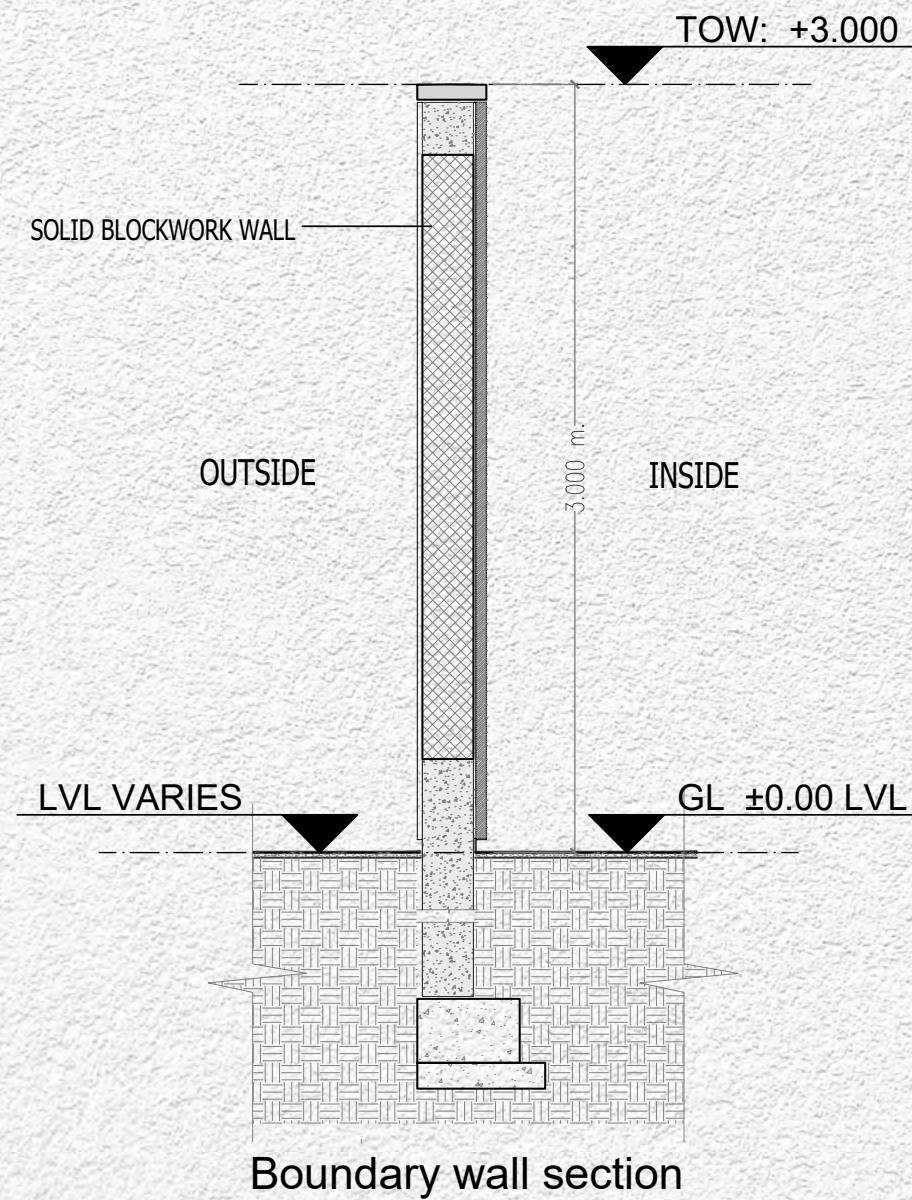 TOW: +3.000
SOLID BLOCKWORK WALL
OUTSIDE
3.000 m.
INSIDE
LVL VARIES
GL ±0.00 LVL
Boundary wall section